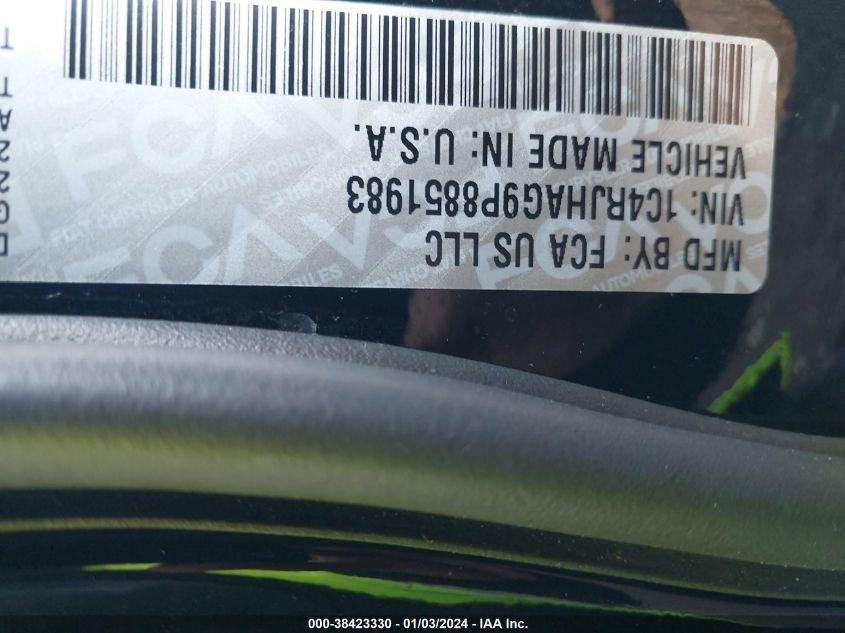 MFD BY: FCA US LLC
VIN: 1C4RJHAG9P8851983
VEHICLE MADE IN: U.S.A.
000-38423330 - 01/03/2024 - IAA Inc.